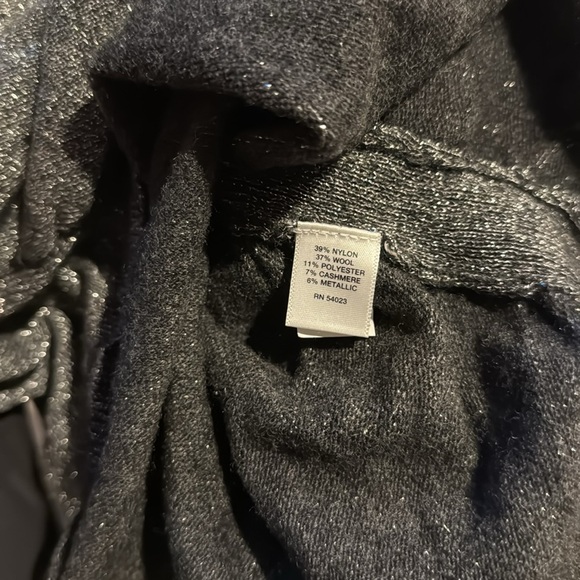 39% NYLON
37% WOOL
11% POLYESTER
7% CASHMERE
6% METALLIC
RN 54023